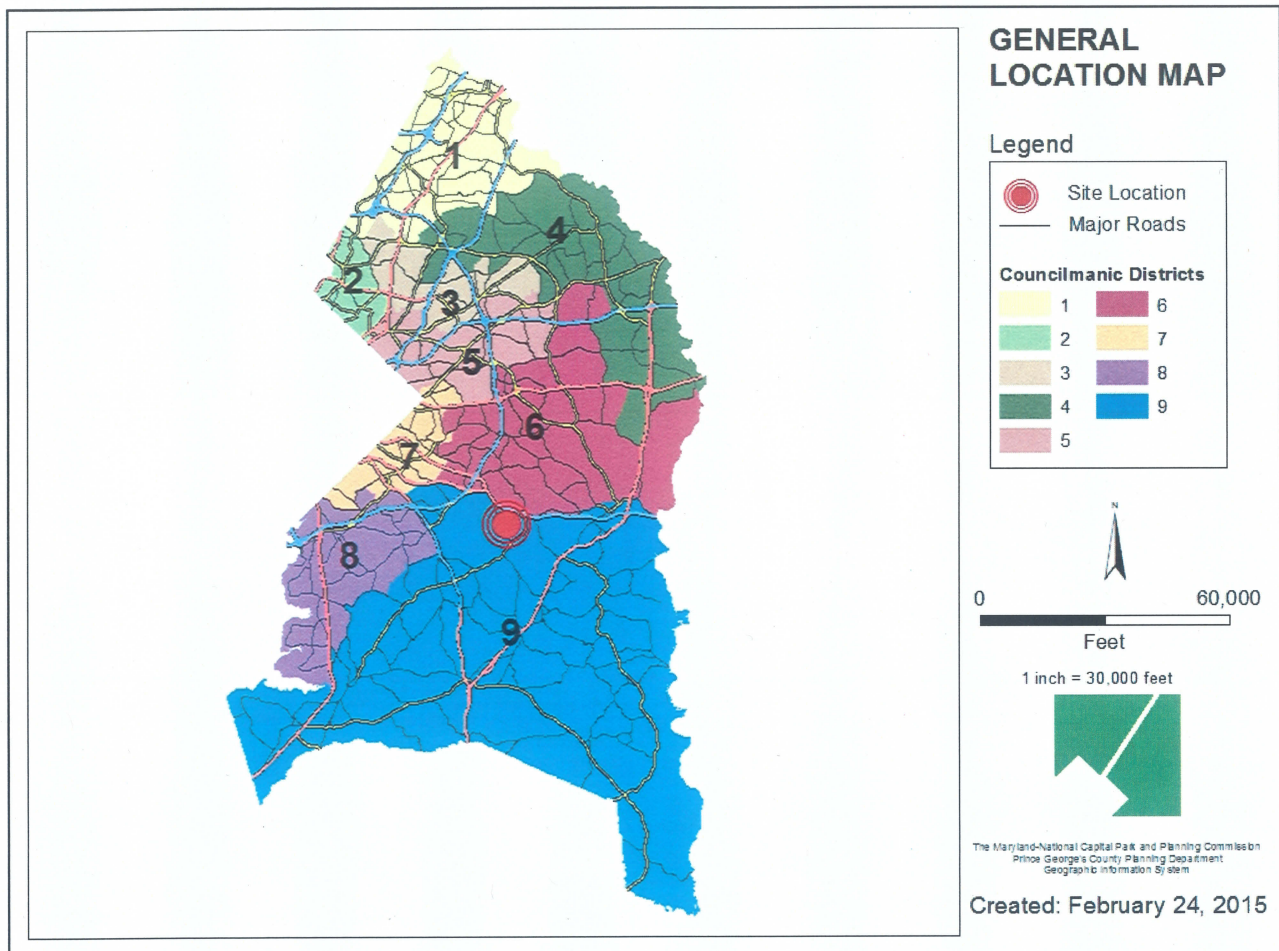 GENERAL
LOCATION MAP
Legend
Site Location
Major Roads
Councilmanic Districts
1
2
3
4
5
6
7
8
9
1
4
2
3
5
6
7
8
9
N
0 60,000
Feet
1 inch = 30,000 feet
The Maryland-National Capital Park and Planning Commission
Prince George's County Planning Department
Geographic Information System
Created: February 24, 2015